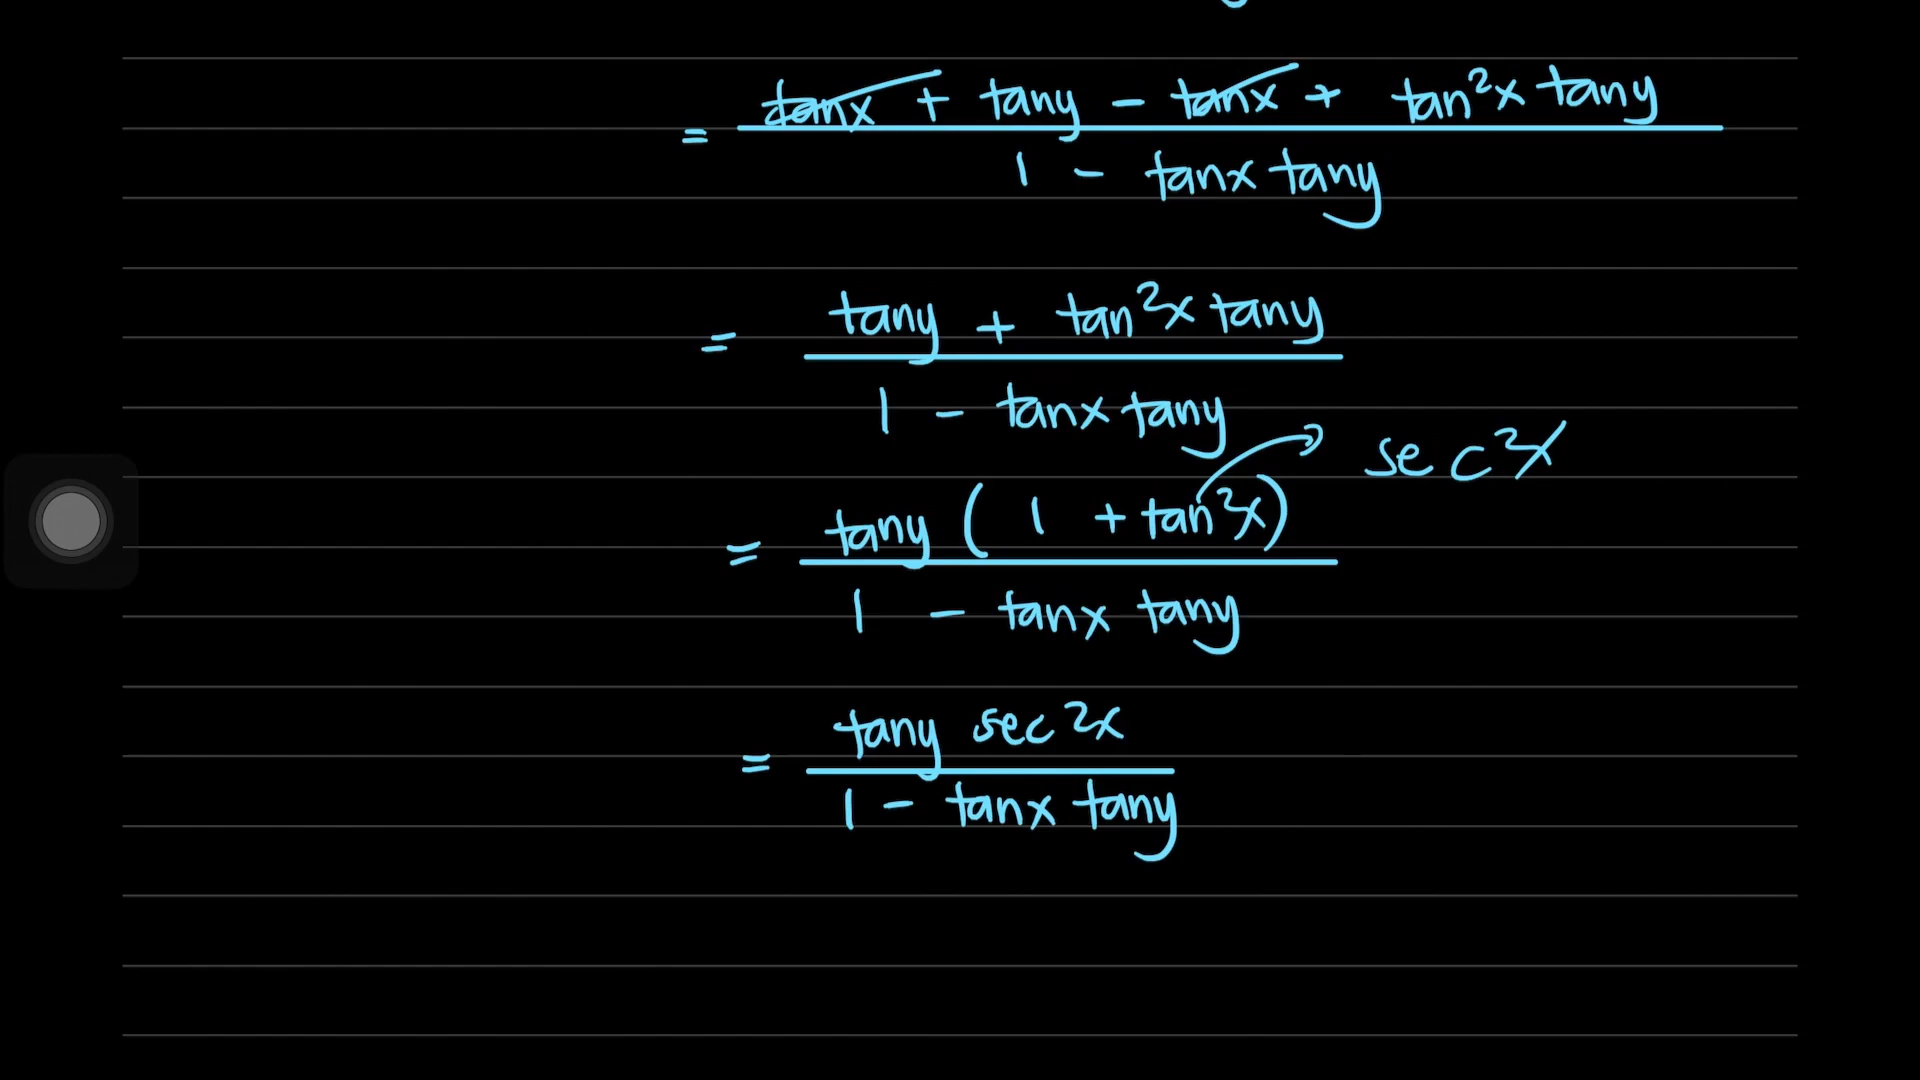 = (tanx + tany - tanx + tan²x tany) / (1 - tanx tany)
= (tany + tan²x tany) / (1 - tanx tany)
sec²x
= (tany (1 + tan²x)) / (1 - tanx tany)
= (tany sec²x) / (1 - tanx tany)